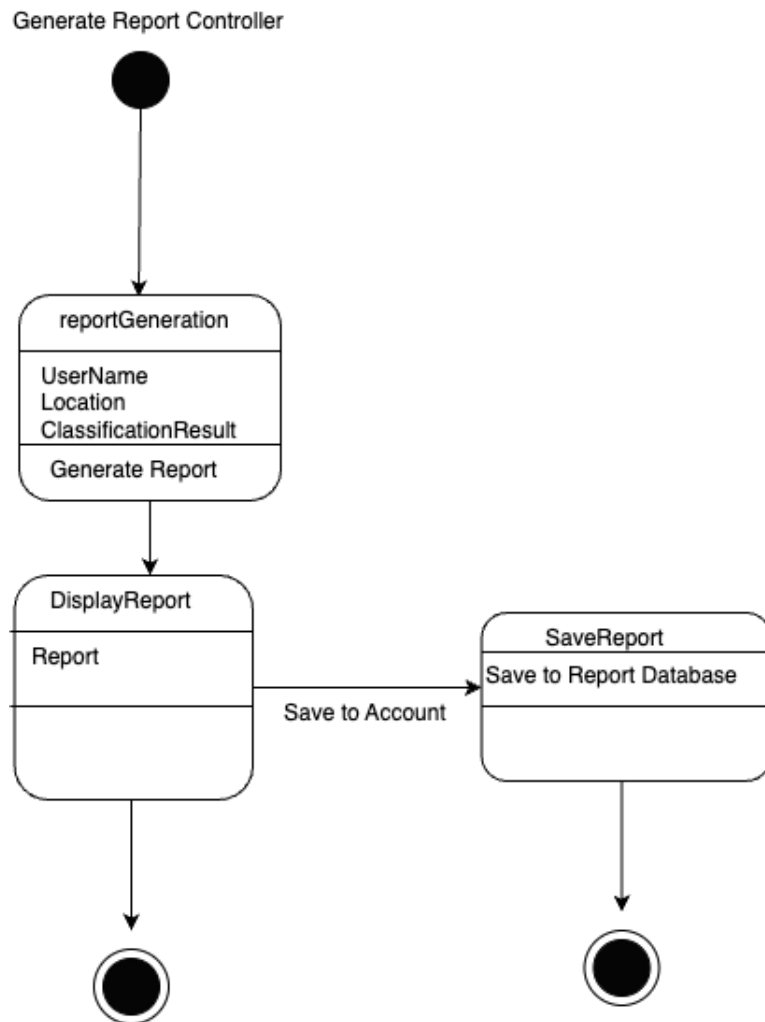 Generate Report Controller
reportGeneration
UserName
Location
ClassificationResult
Generate Report
DisplayReport
Report
Save to Account
SaveReport
Save to Report Database